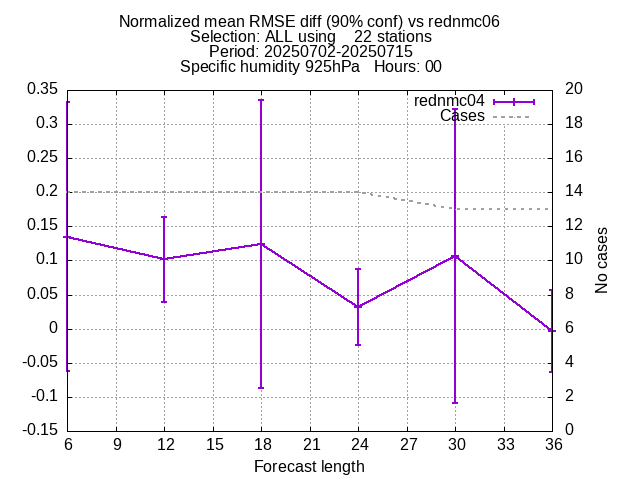 Normalized mean RMSE diff (90% conf) vs rednmc06
Selection: ALL using    22 stations
Period: 20250702-20250715
Specific humidity 925hPa   Hours: 00
0.35
0.3
0.25
0.2
0.15
0.1
0.05
0
-0.05
-0.1
-0.15
rednmc04
Cases
20
18
16
14
12
10
8
6
4
2
0
No cases
6 9 12 15 18 21 24 27 30 33 36
Forecast length